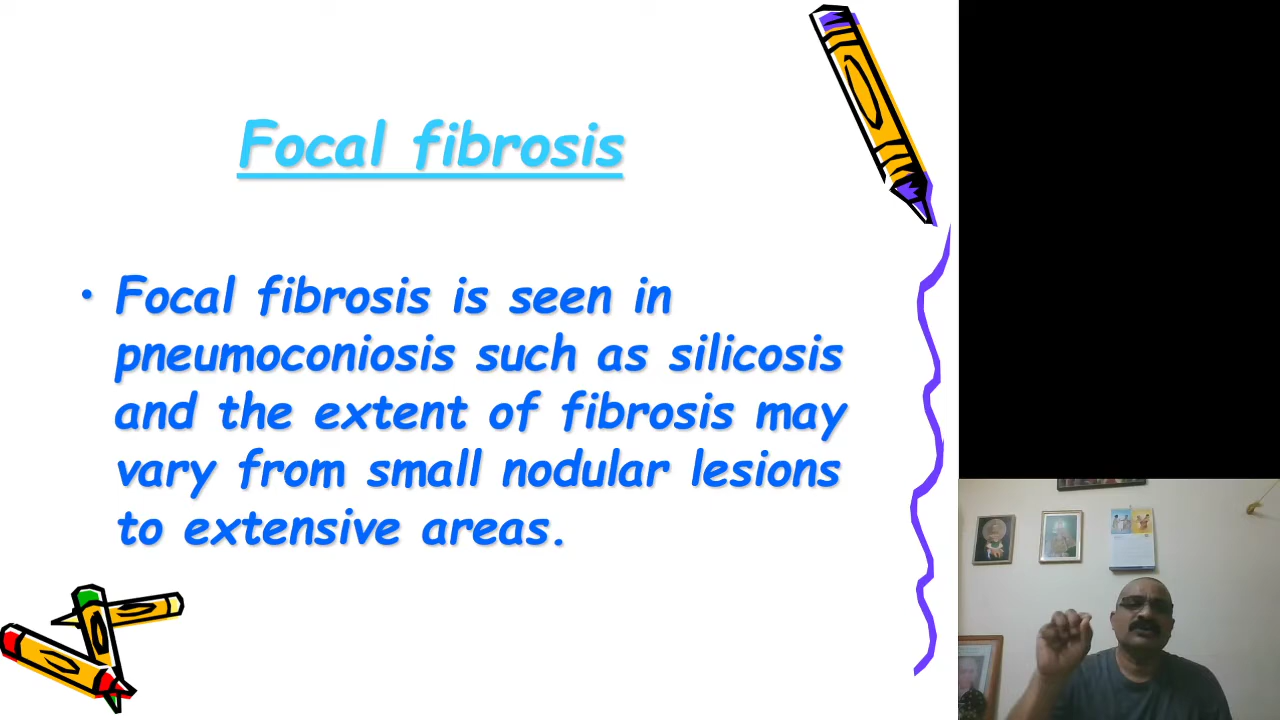 Focal fibrosis
• Focal fibrosis is seen in
pneumoconiosis such as silicosis
and the extent of fibrosis may
vary from small nodular lesions
to extensive areas.